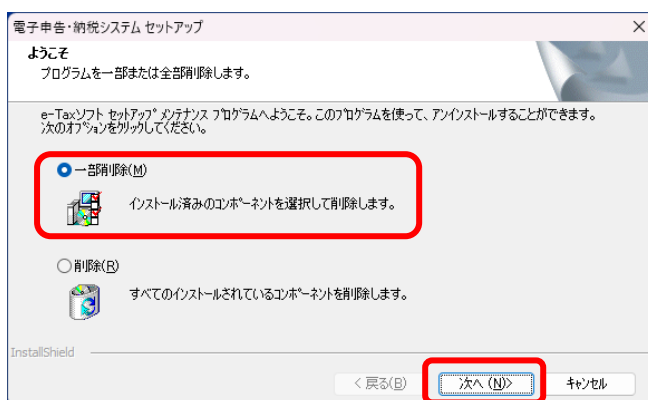 電子申告・納税システム セットアップ
ようこそ
プログラムを一部または全部削除します。
e-Taxソフト セットアップ メンテナンス プログラムへようこそ。このプログラムを使って、アンインストールすることができます。
次のオプションをクリックしてください。
一部削除(M)
インストール済みのコンポーネントを選択して削除します。
削除(R)
すべてのインストールされているコンポーネントを削除します。
InstallShield
< 戻る(B)
次へ (N)>
キャンセル